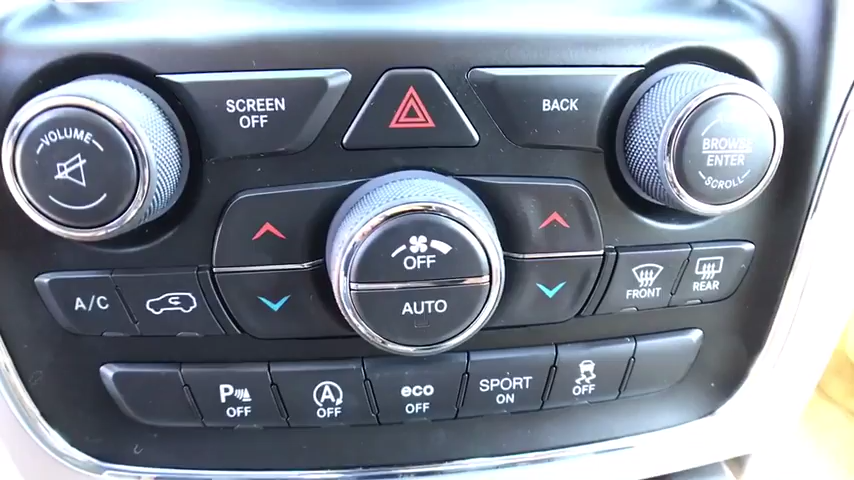 SCREEN
OFF
BACK
VOLUME
BROWSE
ENTER
SCROLL
OFF
AUTO
A/C
FRONT
REAR
P OFF
A OFF
eco
OFF
SPORT
ON
OFF